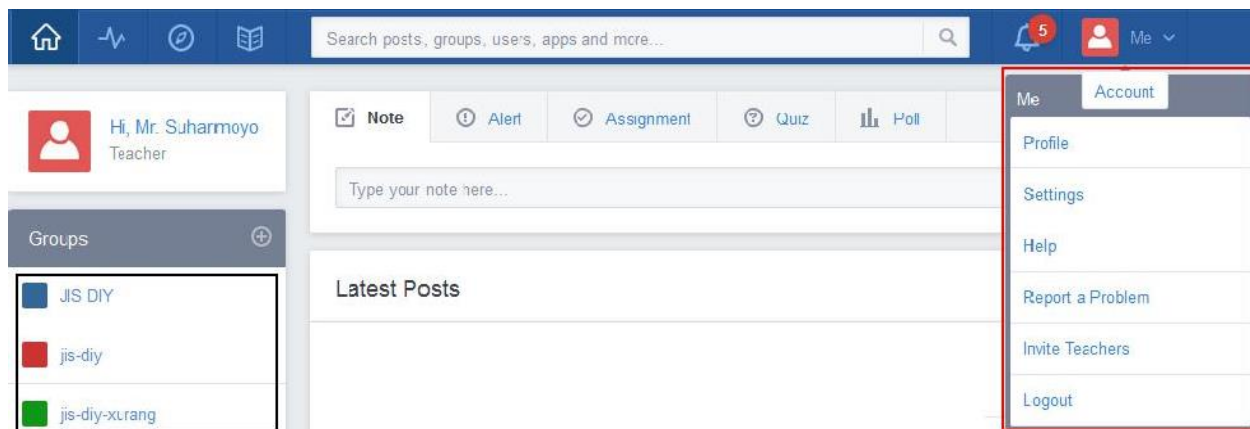 Search posts, groups, users, apps and more...
5
Me
Account
Me
Hi, Mr. Suharmoyo
Teacher
Note
Alert
Assignment
Quiz
Poll
Type your note here...
Profile
Settings
Help
Report a Problem
Invite Teachers
Logout
Groups
JIS DIY
jis-diy
jis-diy-xurang
Latest Posts